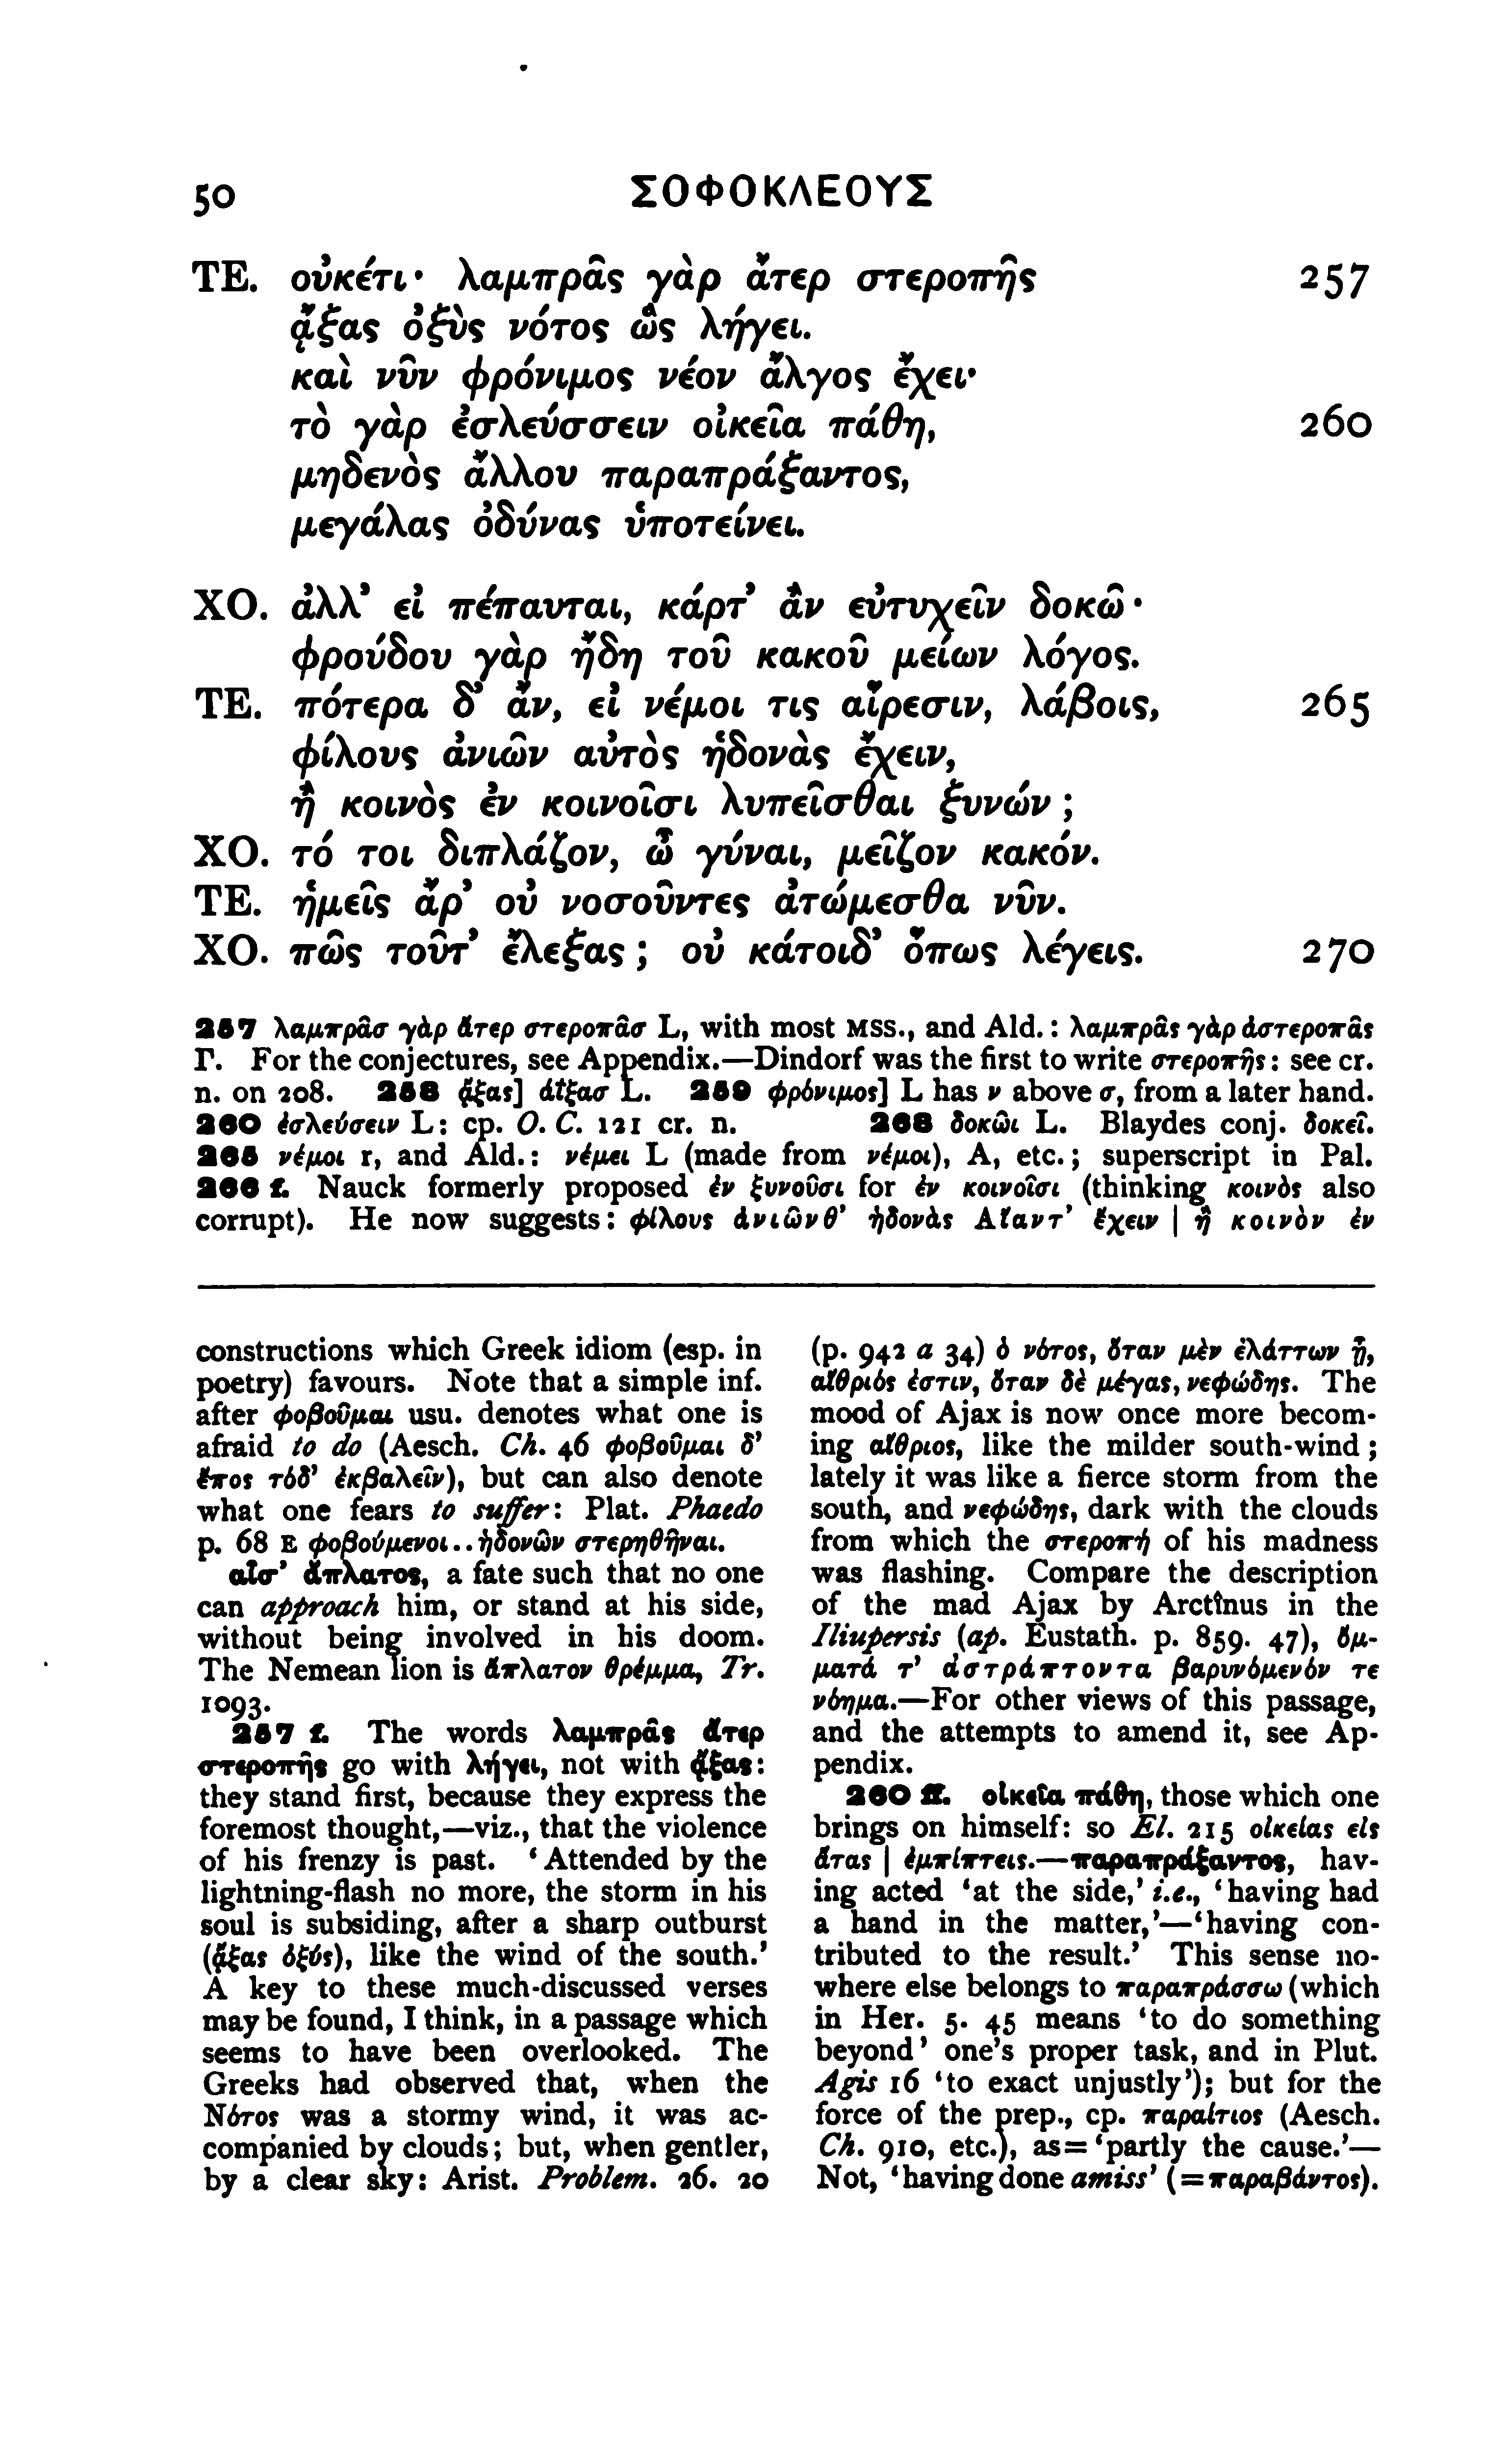 50 ΣΟΦΟΚΛΕΟΥΣ
ΤΕ. οὐκέτι· λαμπρᾶς γὰρ ἄτερ στεροπῆς 257
ᾄξας ὀξὺς νότος ὣς λήγει.
καὶ νῦν φρόνιμος νέον ἄλγος ἔχει·
τὸ γὰρ ἐσλεύσσειν οἰκεῖα πάθη, 260
μηδενὸς ἄλλου παραπράξαντος,
μεγάλας ὀδύνας ὑποτείνει.
ΧΟ. ἀλλ’ εἰ πέπαυται, κάρτ’ ἂν εὐτυχεῖν δοκῶ·
φρούδου γὰρ ἤδη τοῦ κακοῦ μείων λόγος.
ΤΕ. πότερα δ’ ἄν, εἰ νέμοι τις αἵρεσιν, λάβοις, 265
φίλους ἀνιῶν αὐτὸς ἡδονὰς ἔχειν,
ἢ κοινὸς ἐν κοινοῖσι λυπεῖσθαι ξυνών;
ΧΟ. τό τοι διπλάζον, ὦ γύναι, μεῖζον κακόν.
ΤΕ. ἡμεῖς ἄρ’ οὐ νοσοῦντες ἀτώμεσθα νῦν.
ΧΟ. πῶς τοῦτ’ ἔλεξας; οὐ κάτοιδ’ ὅπως λέγεις. 270
257 λαμπρᾶσ γὰρ ἄτερ στεροπᾶσ L, with most MSS., and Ald.: λαμπρᾶς γὰρ ἀστεροπᾶς
Γ. For the conjectures, see Appendix.—Dindorf was the first to write στεροπῆς: see cr.
n. on 208. 258 ᾄξας] ἀΐξασ L. 259 φρόνιμος] L has ν above σ, from a later hand.
260 ἐσλεύσειν L: cp. O. C. 121 cr. n. 263 δοκῶι L. Blaydes conj. δοκεῖ.
265 νέμοι r, and Ald.: νέμει L (made from νέμοι), A, etc.; superscript in Pal.
266 f. Nauck formerly proposed ἐν ξυνοῦσι for ἐν κοινοῖσι (thinking κοινὸς also
corrupt). He now suggests: φίλους ἀνιῶνθ’ ἡδονὰς Αἴαντ’ ἔχειν | ἢ κοινὸν ἐν
constructions which Greek idiom (esp. in
poetry) favours. Note that a simple inf.
after φοβοῦμαι usu. denotes what one is
afraid to do (Aesch. Ch. 46 φοβοῦμαι δ’
ἔπος τόδ’ ἐκβαλεῖν), but can also denote
what one fears to suffer: Plat. Phaedo
p. 68 E φοβούμενοι..ἡδονῶν στερηθῆναι.
αἶσ’ ἄπλατος, a fate such that no one
can approach him, or stand at his side,
without being involved in his doom.
The Nemean lion is ἄπλατον θρέμμα, Tr.
1093.
257 f. The words λαμπρᾶς ἄτερ
στεροπῆς go with λήγει, not with ᾄξας:
they stand first, because they express the
foremost thought,—viz., that the violence
of his frenzy is past. ‘Attended by the
lightning-flash no more, the storm in his
soul is subsiding, after a sharp outburst
(ᾄξας ὀξύς), like the wind of the south.’
A key to these much-discussed verses
may be found, I think, in a passage which
seems to have been overlooked. The
Greeks had observed that, when the
Νότος was a stormy wind, it was ac-
companied by clouds; but, when gentler,
by a clear sky: Arist. Problem. 26. 20
(p. 942 a 34) ὁ νότος, ὅταν μὲν ἐλάττων ᾖ,
αἴθριός ἐστιν, ὅταν δὲ μέγας, νεφώδης. The
mood of Ajax is now once more becom-
ing αἴθριος, like the milder south-wind;
lately it was like a fierce storm from the
south, and νεφώδης, dark with the clouds
from which the στεροπή of his madness
was flashing. Compare the description
of the mad Ajax by Arctînus in the
Iliupersis (ap. Eustath. p. 859. 47), ὄμ-
ματά τ’ ἀστράπτοντα βαρυνόμενόν τε
νόημα.—For other views of this passage,
and the attempts to amend it, see Ap-
pendix.
260 ff. οἰκεῖα πάθη, those which one
brings on himself: so El. 215 οἰκείας εἰς
ἄτας | ἐμπίπτεις.—παραπράξαντος, hav-
ing acted ‘at the side,’ i.e., ‘having had
a hand in the matter,’—‘having con-
tributed to the result.’ This sense no-
where else belongs to παραπράσσω (which
in Her. 5. 45 means ‘to do something
beyond’ one’s proper task, and in Plut.
Agis 16 ‘to exact unjustly’); but for the
force of the prep., cp. παραίτιος (Aesch.
Ch. 910, etc.), as=‘partly the cause.’—
Not, ‘having done amiss’ (=παραβάντος).